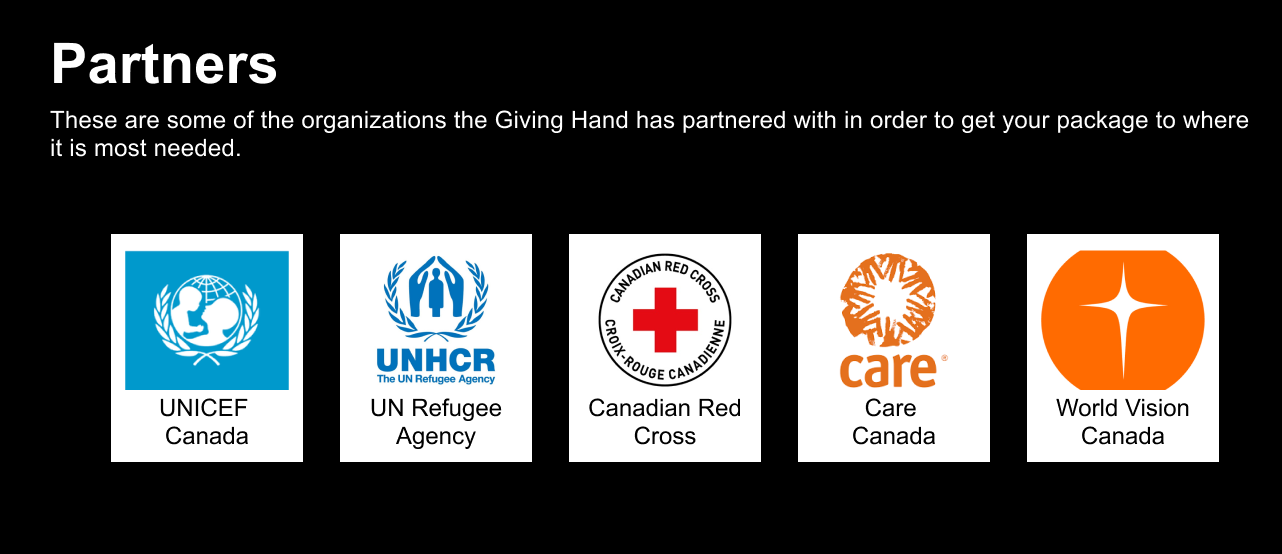 Partners
These are some of the organizations the Giving Hand has partnered with in order to get your package to where
it is most needed.
UNICEF
Canada
UNHCR
The UN Refugee Agency
UN Refugee
Agency
CANADIAN RED CROSS
CROIX-ROUGE CANADIENNE
Canadian Red
Cross
care®
Care
Canada
World Vision
Canada